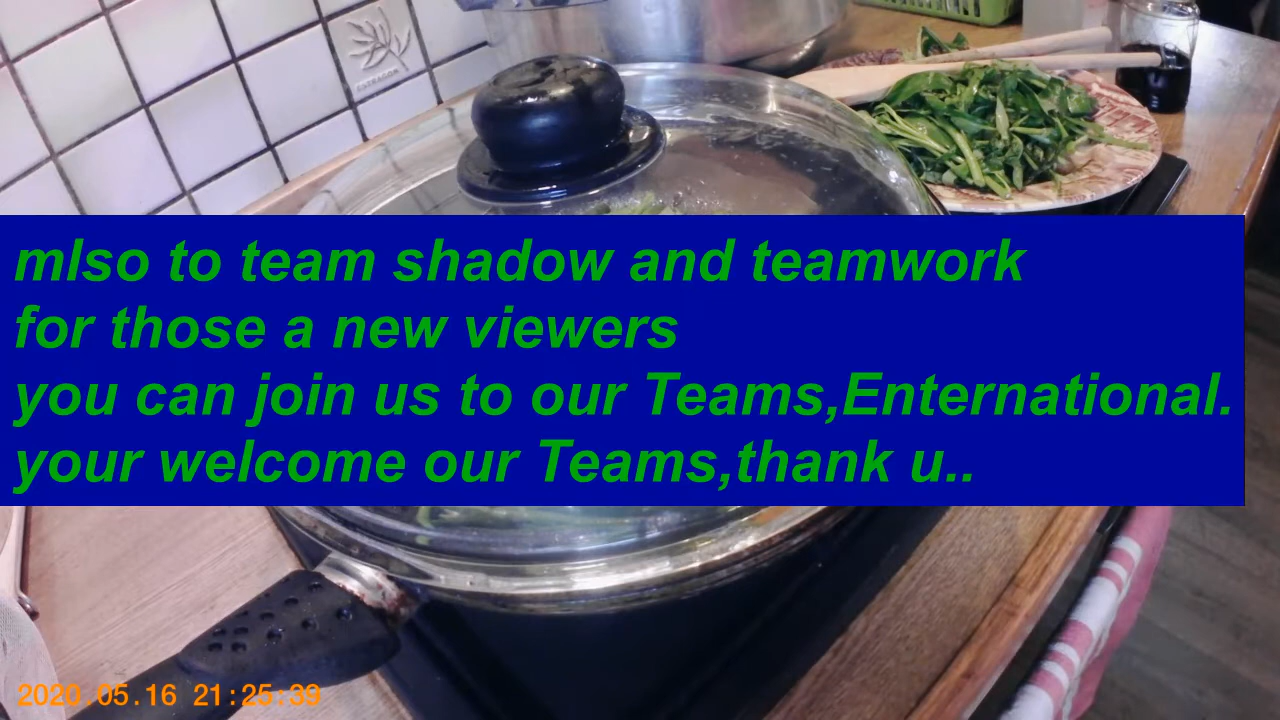 ESTRAGON
mlso to team shadow and teamwork
for those a new viewers
you can join us to our Teams,Enternational.
your welcome our Teams,thank u..
2020.05.16 21:25:39